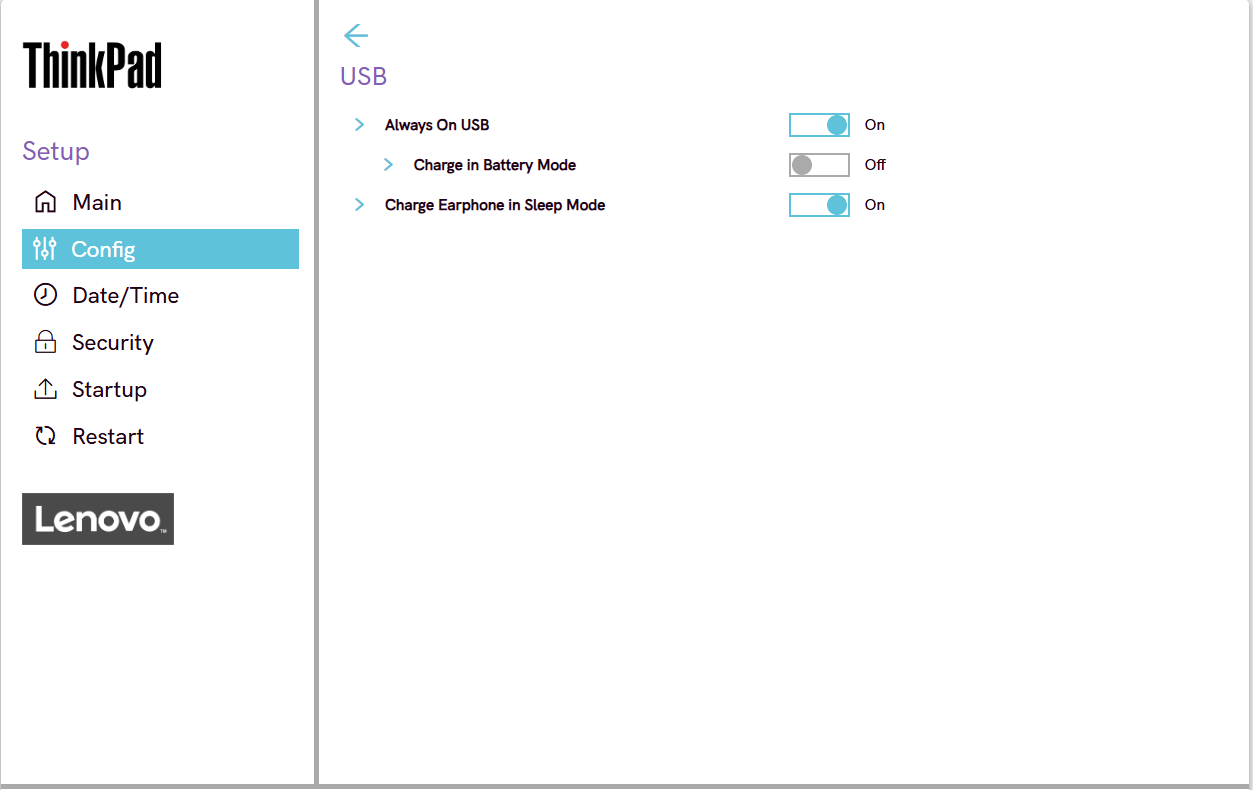 ThinkPad
Setup
Main
Config
Date/Time
Security
Startup
Restart
Lenovo™
USB
Always On USB On
Charge in Battery Mode Off
Charge Earphone in Sleep Mode On